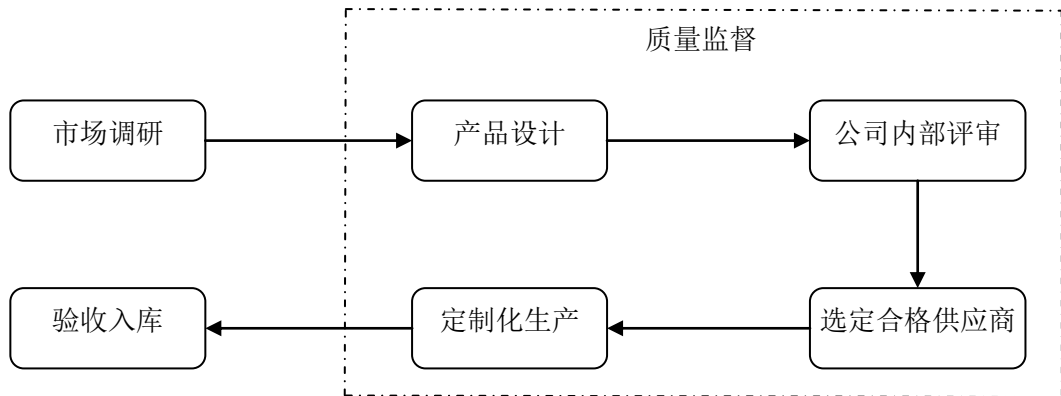 质量监督
市场调研
产品设计
公司内部评审
验收入库
定制化生产
选定合格供应商